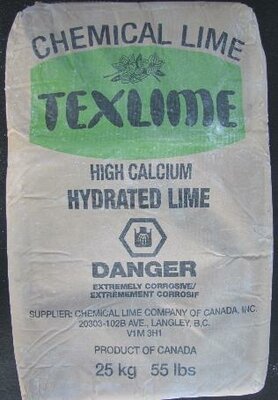 CHEMICAL LIME
TEXLIME
HIGH CALCIUM
HYDRATED LIME
DANGER
EXTREMELY CORROSIVE/
EXTRÊMEMENT CORROSIF
SUPPLIER: CHEMICAL LIME COMPANY OF CANADA, INC.
20303-102B AVE., LANGLEY, B.C.
V1M 3H1
PRODUCT OF CANADA
25 kg 55 lbs